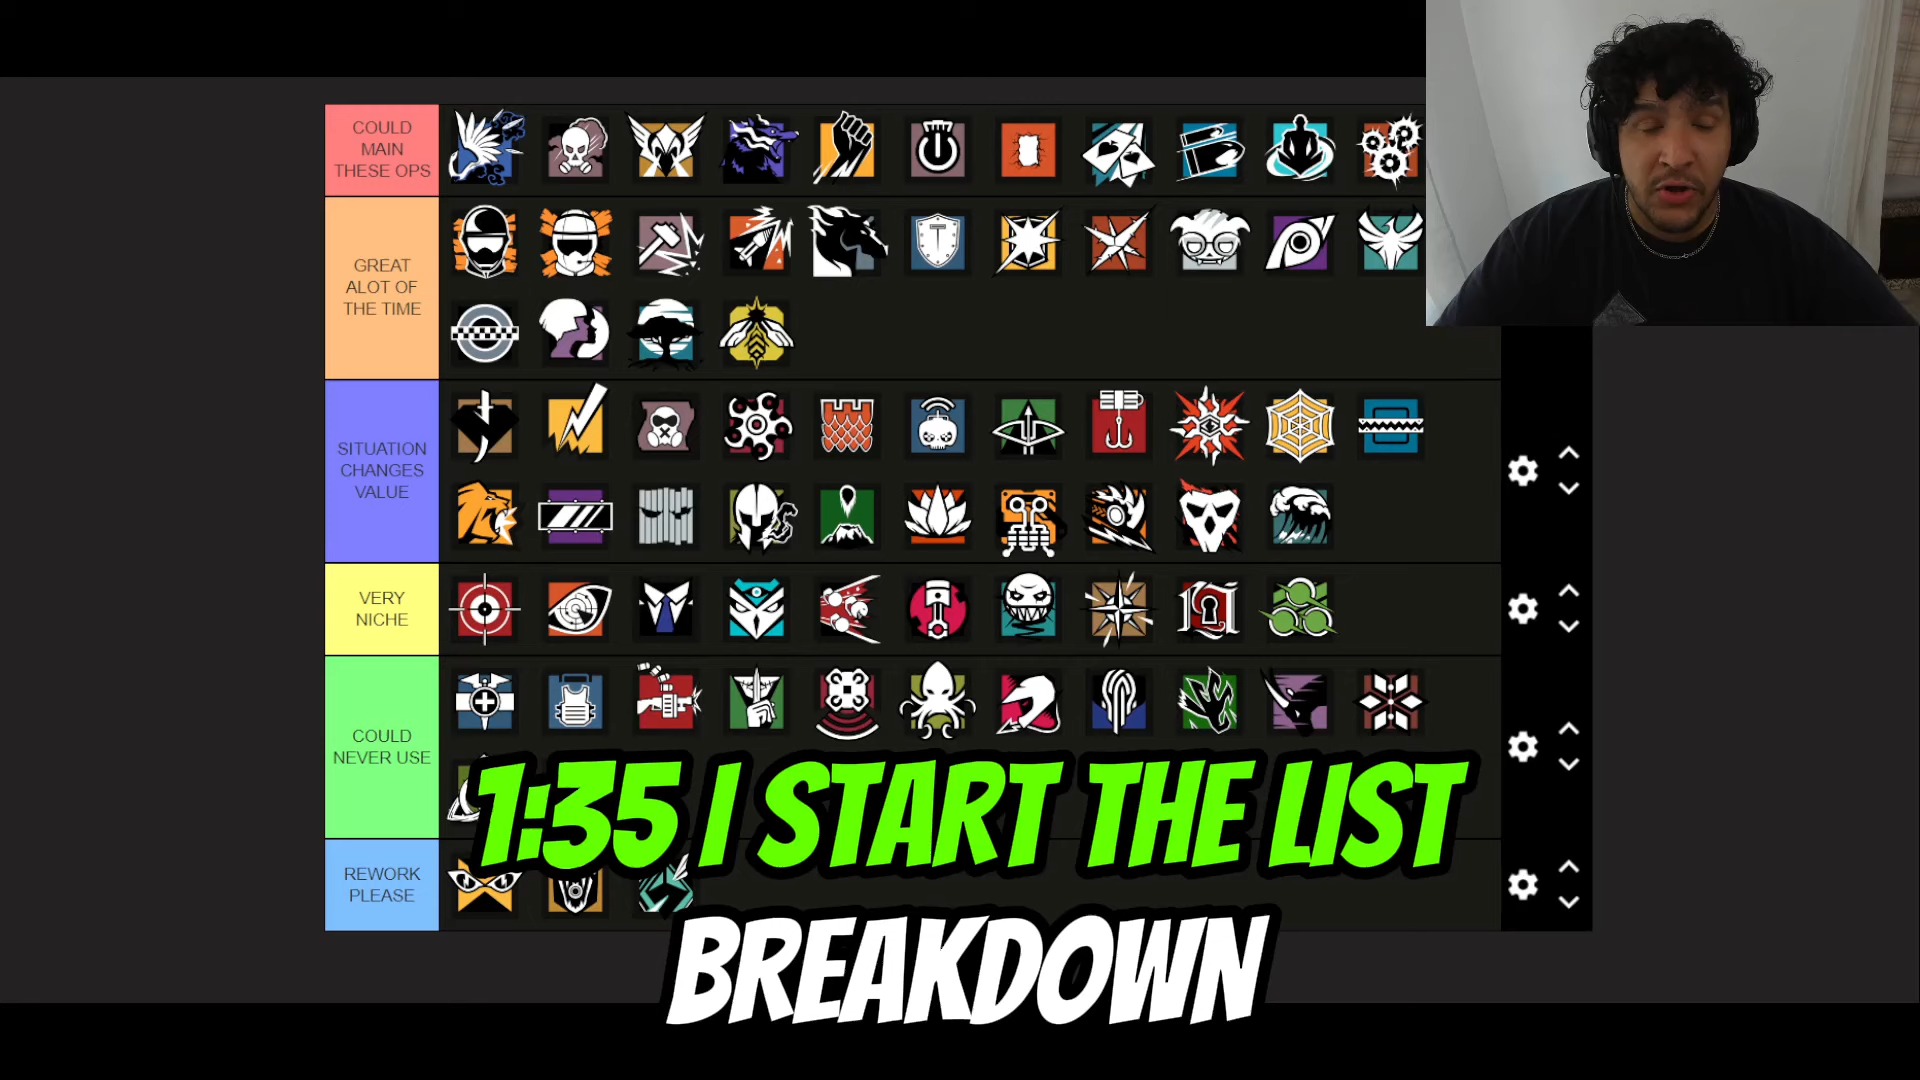 COULD
MAIN
THESE OPS
GREAT
ALOT OF
THE TIME
SITUATION
CHANGES
VALUE
VERY
NICHE
COULD
NEVER USE
REWORK
PLEASE
1:35 I START THE LIST
BREAKDOWN